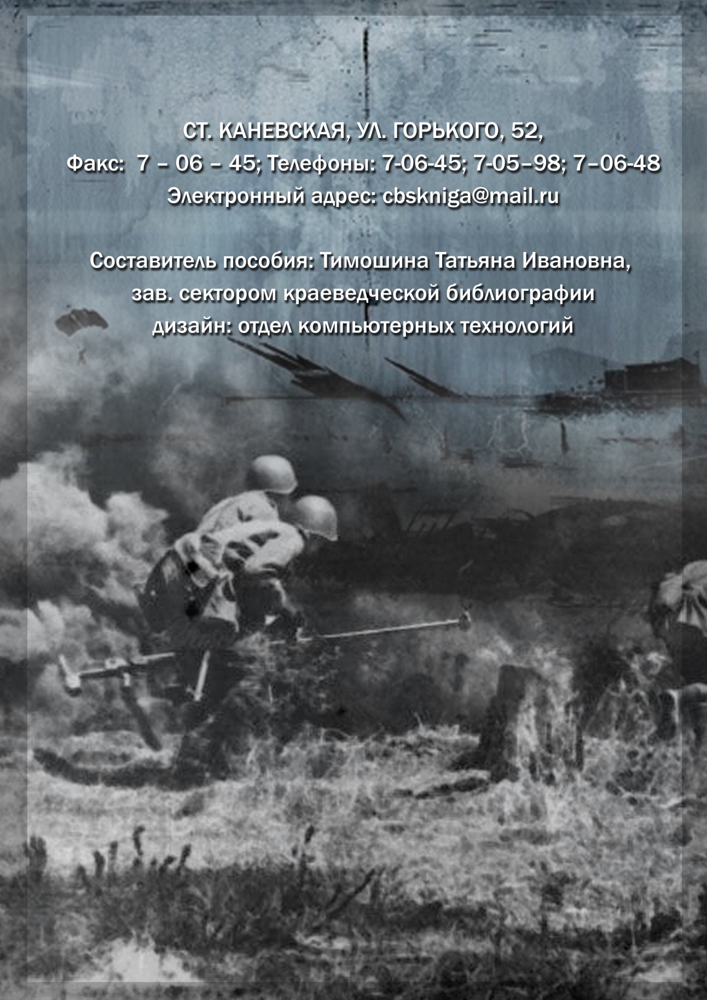 СТ. КАНЕВСКАЯ, УЛ. ГОРЬКОГО, 52,
Факс:  7 – 06 – 45; Телефоны: 7-06-45; 7-05–98; 7–06-48
Электронный адрес: cbskniga@mail.ru
Составитель пособия: Тимошина Татьяна Ивановна,
зав. сектором краеведческой библиографии
дизайн: отдел компьютерных технологий